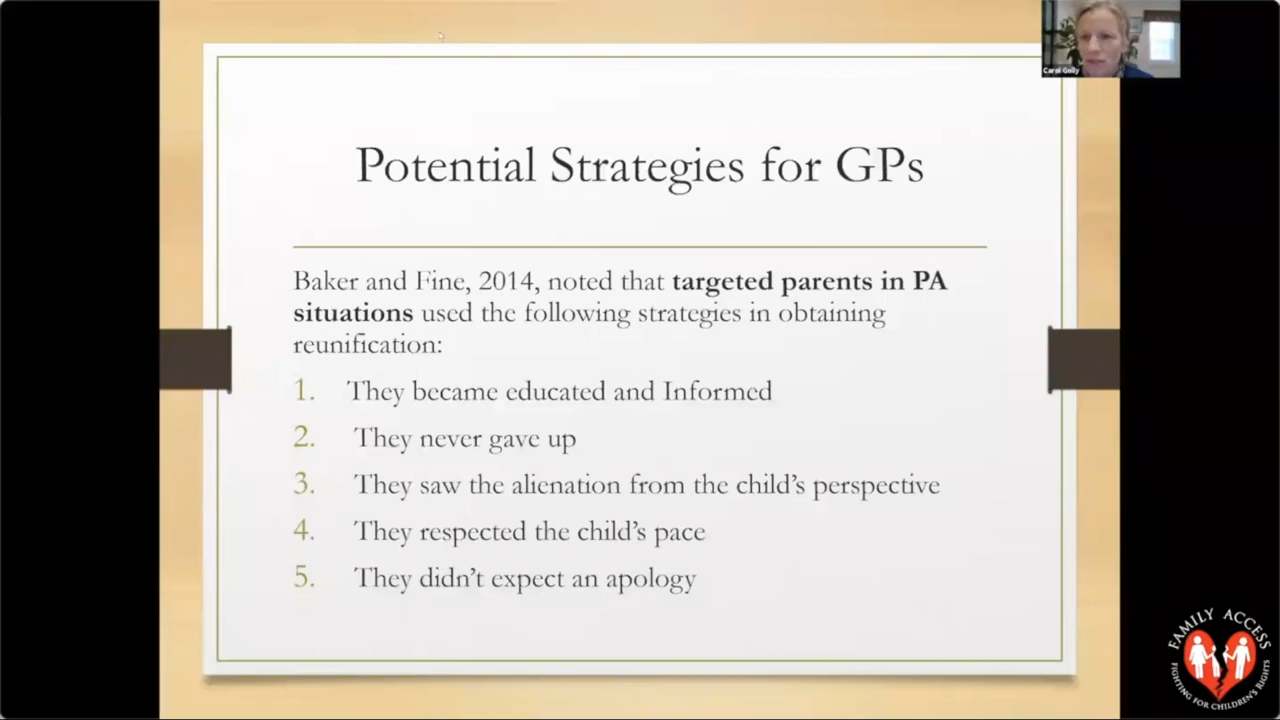 Carol Golly
Potential Strategies for GPs
Baker and Fine, 2014, noted that targeted parents in PA
situations used the following strategies in obtaining
reunification:
1. They became educated and Informed
2. They never gave up
3. They saw the alienation from the child's perspective
4. They respected the child's pace
5. They didn't expect an apology
FAMILY ACCESS
FIGHTING FOR CHILDREN'S RIGHTS